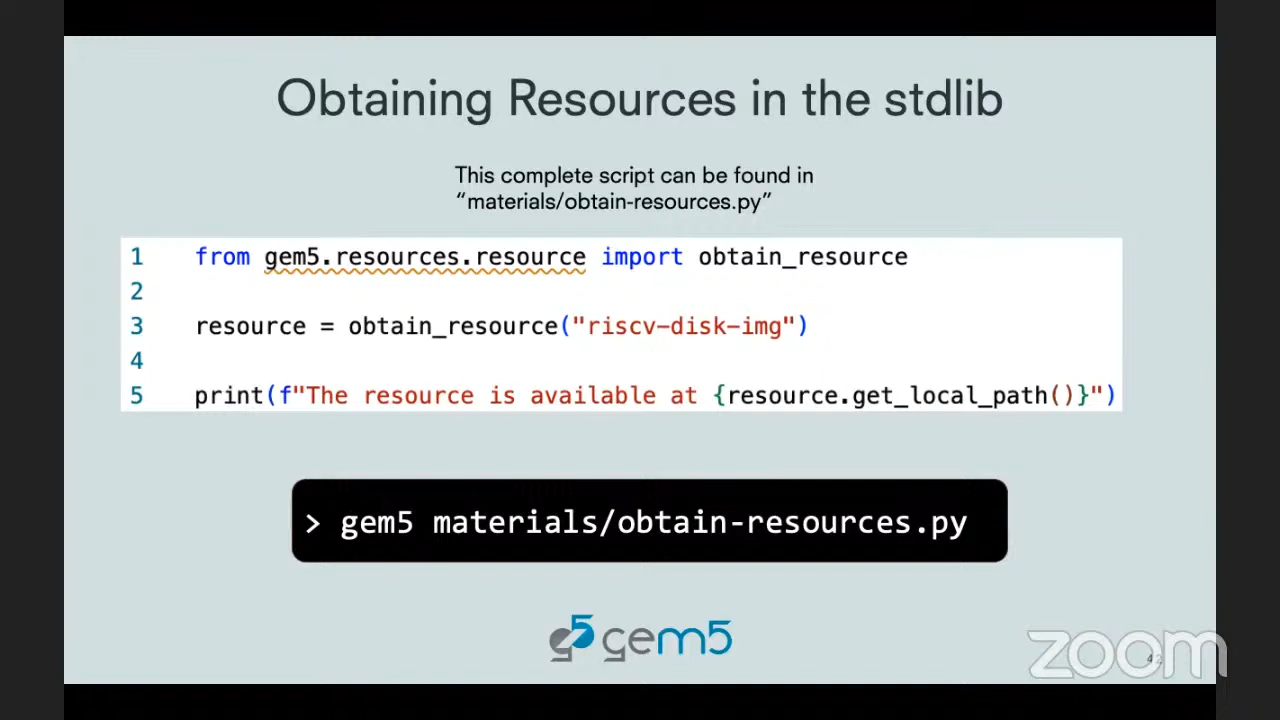 Obtaining Resources in the stdlib
This complete script can be found in
“materials/obtain-resources.py”
1 from gem5.resources.resource import obtain_resource
2
3 resource = obtain_resource("riscv-disk-img")
4
5 print(f"The resource is available at {resource.get_local_path()}")
> gem5 materials/obtain-resources.py
g5 gem5
zoom